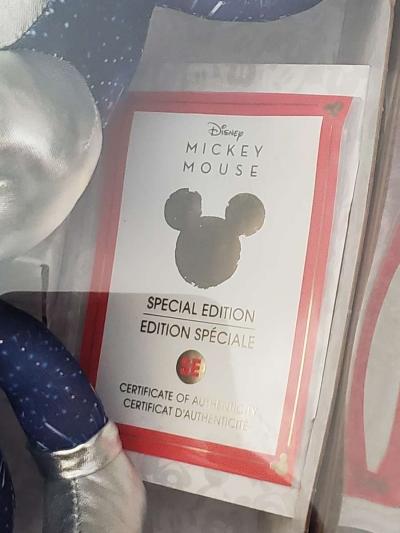 Disney
MICKEY
MOUSE
SPECIAL EDITION
EDITION SPÉCIALE
SE
CERTIFICATE OF AUTHENTICITY
CERTIFICAT D'AUTHENTICITÉ